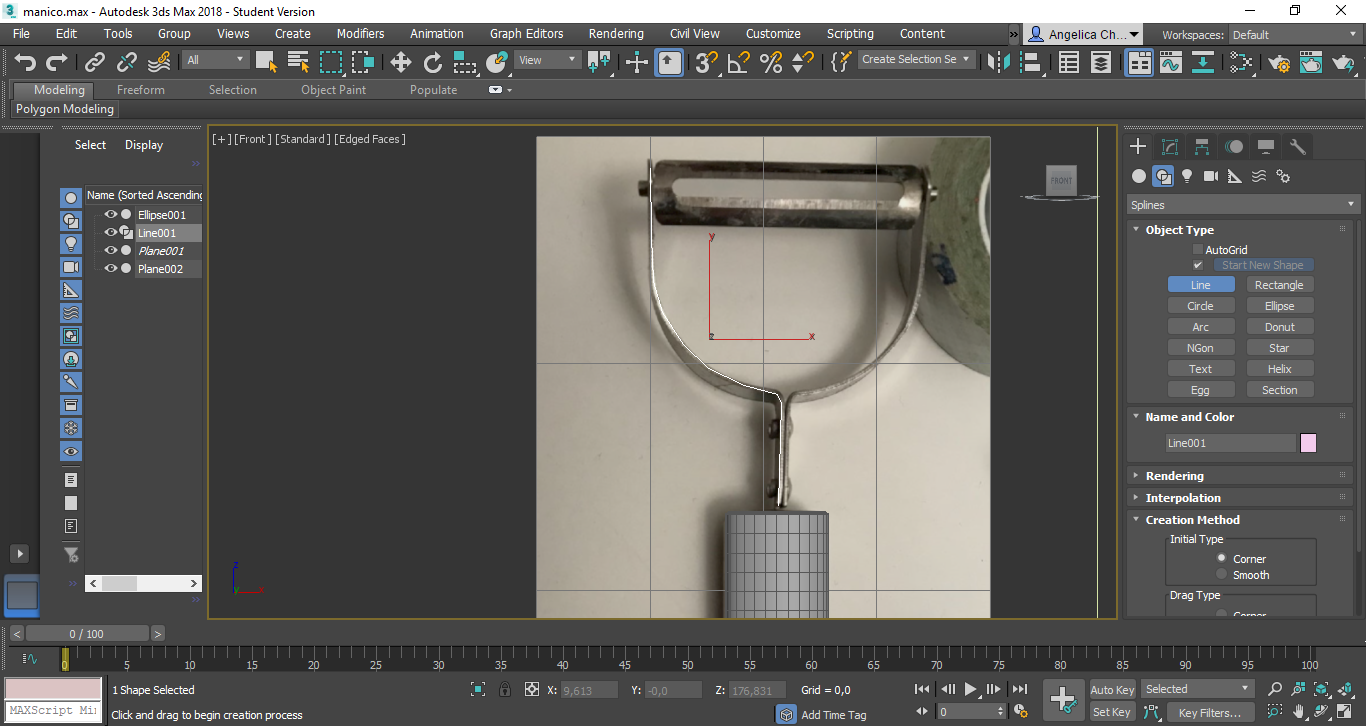 manico.max - Autodesk 3ds Max 2018 - Student Version
File Edit Tools Group Views Create Modifiers Animation Graph Editors Rendering Civil View Customize Scripting Content » Angelica Ch... Workspaces: Default
All View Create Selection Se
Modeling Freeform Selection Object Paint Populate
Polygon Modeling
Select Display
Name (Sorted Ascending
Ellipse001
Line001
Plane001
Plane002
[+] [Front] [Standard] [Edged Faces]
FRONT
y
z x
z
y x
Splines
Object Type
AutoGrid
Start New Shape
Line Rectangle
Circle Ellipse
Arc Donut
NGon Star
Text Helix
Egg Section
Name and Color
Line001
Rendering
Interpolation
Creation Method
Initial Type
Corner
Smooth
Drag Type
Corner
< 0 / 100 >
0 5 10 15 20 25 30 35 40 45 50 55 60 65 70 75 80 85 90 95 100
1 Shape Selected X: 9,613 Y: -0,0 Z: 176,831 Grid = 0,0 Auto Key Selected
MAXScript Mi
Click and drag to begin creation process Add Time Tag 0 Set Key Key Filters...